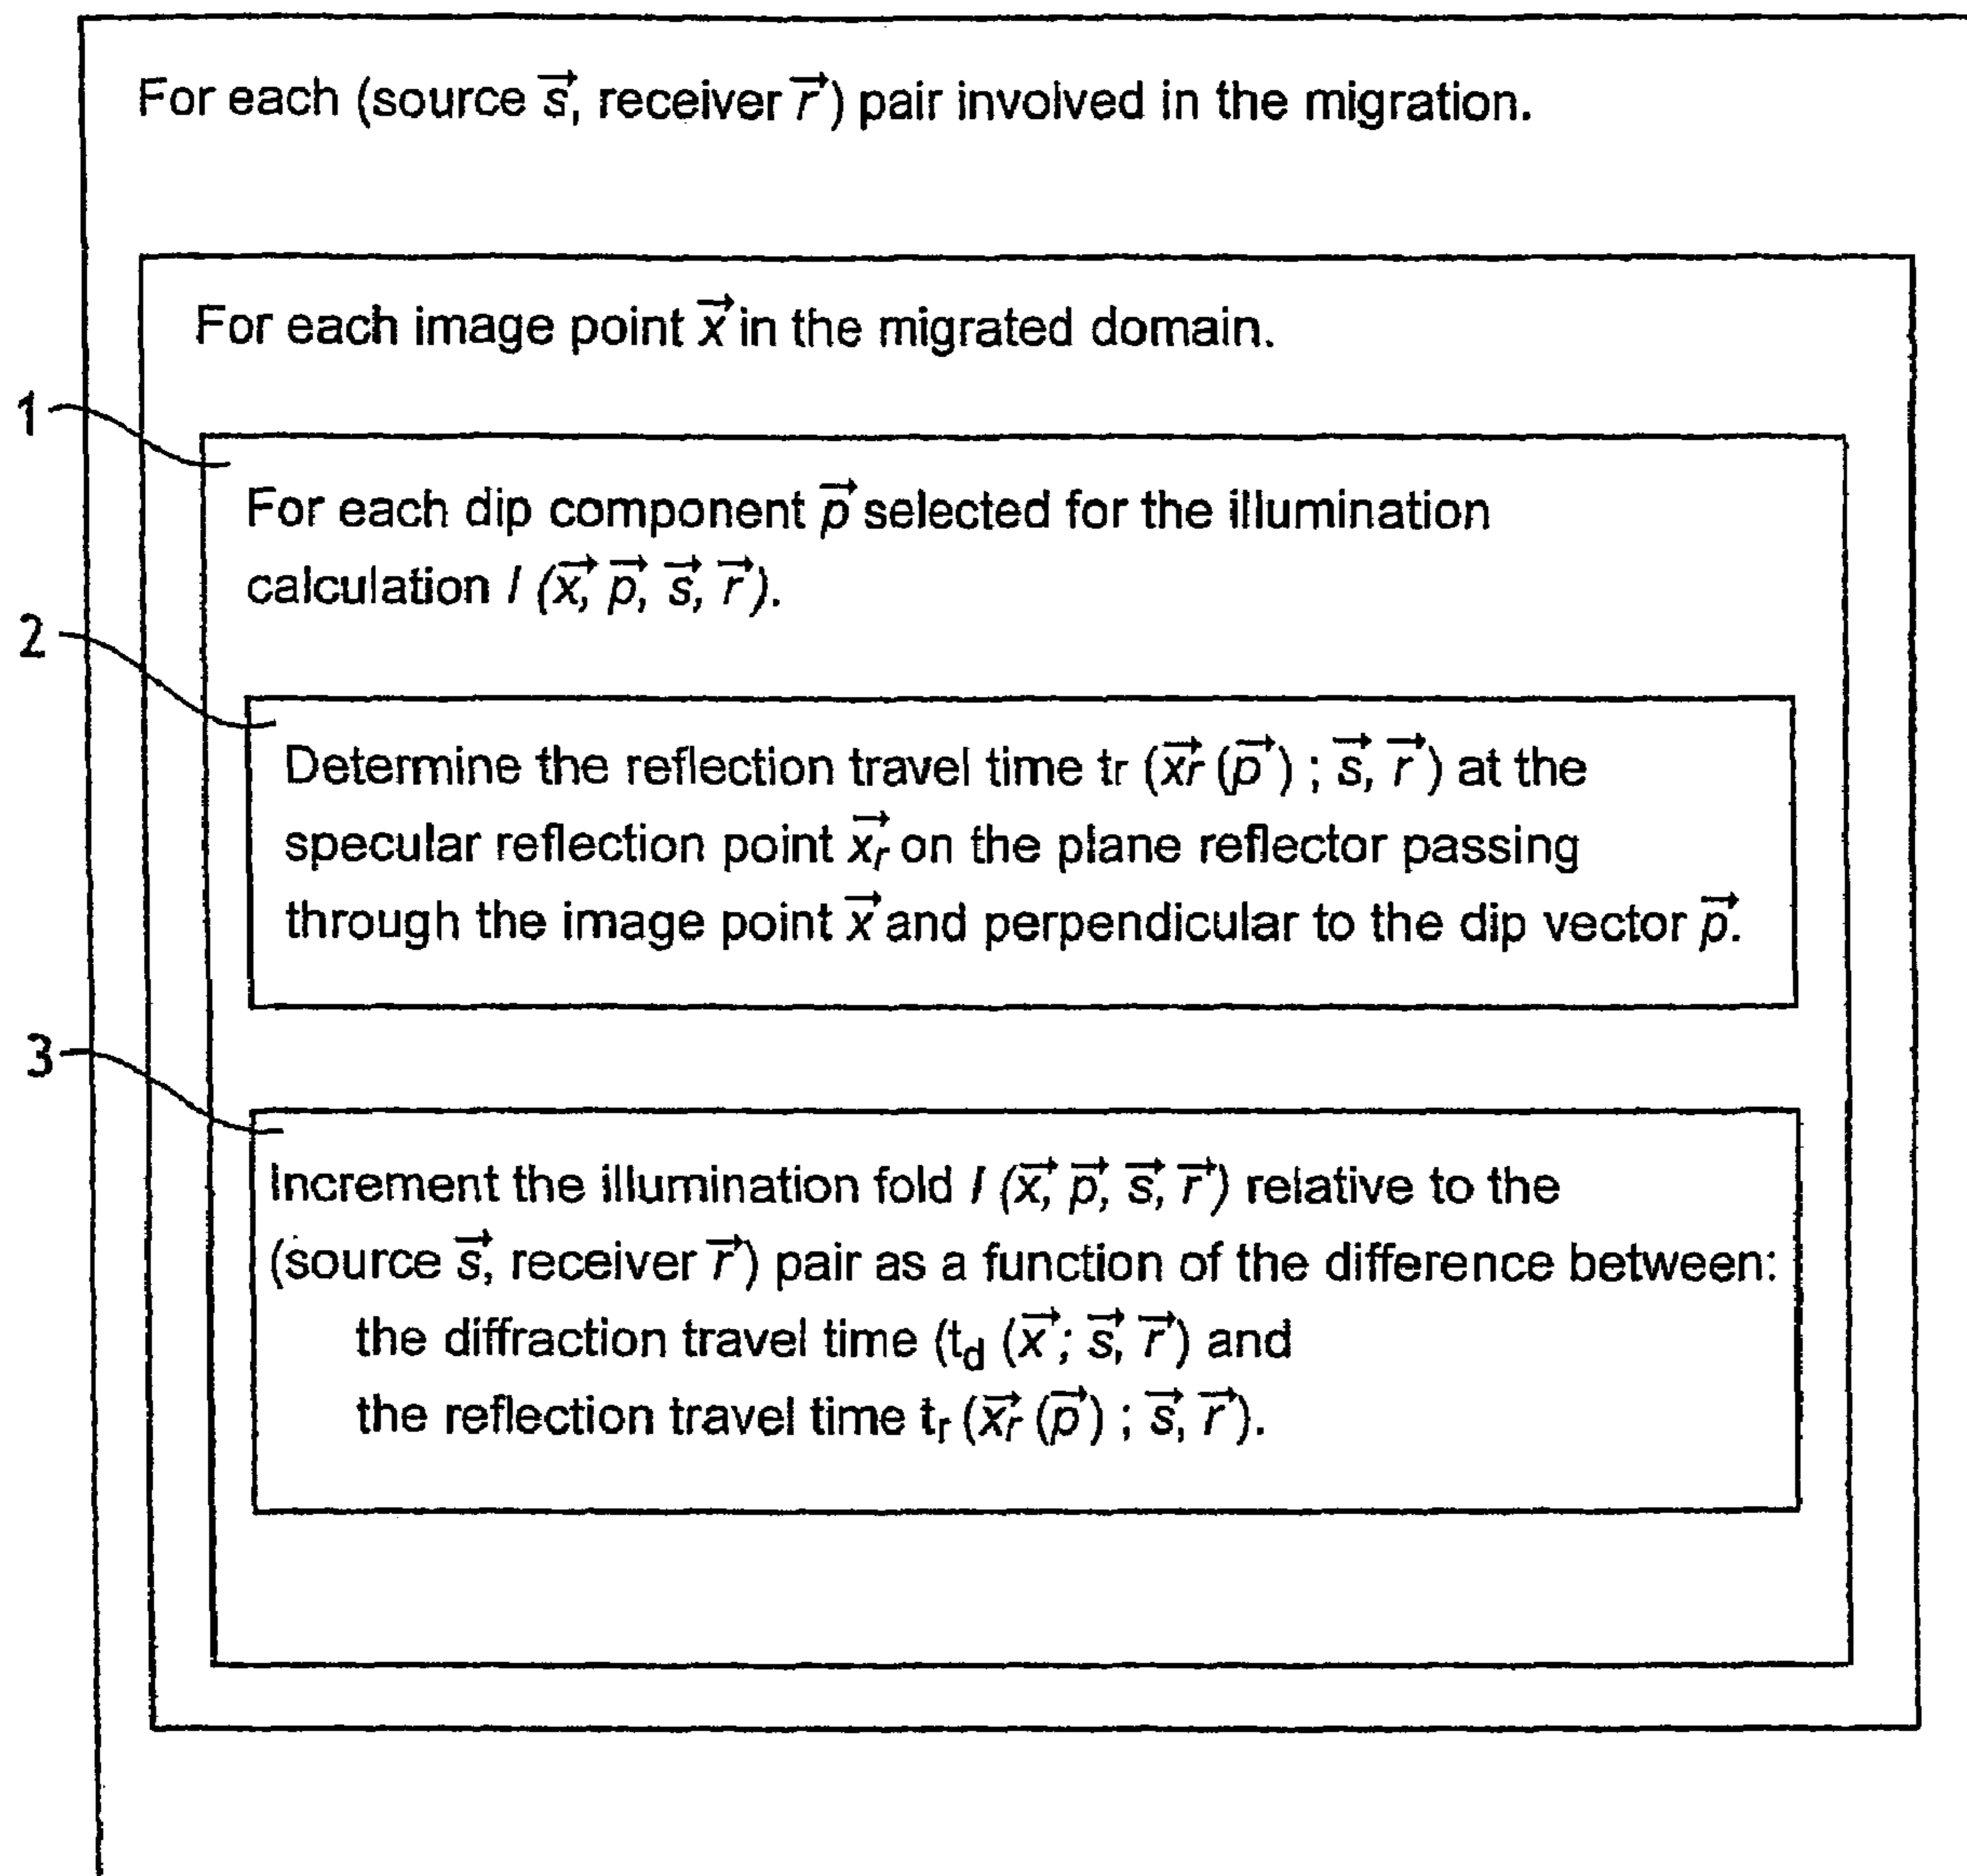 For each (source s⃗, receiver r⃗) pair involved in the migration.
For each image point x⃗ in the migrated domain.
1
For each dip component p⃗ selected for the illumination
calculation I (x⃗, p⃗, s⃗, r⃗).
2
Determine the reflection travel time tr (x⃗r (p⃗) ; s⃗, r⃗) at the
specular reflection point x⃗r on the plane reflector passing
through the image point x⃗ and perpendicular to the dip vector p⃗.
3
Increment the illumination fold I (x⃗, p⃗, s⃗, r⃗) relative to the
(source s⃗, receiver r⃗) pair as a function of the difference between:
the diffraction travel time (td (x⃗; s⃗, r⃗) and
the reflection travel time tr (x⃗r (p⃗) ; s⃗, r⃗).